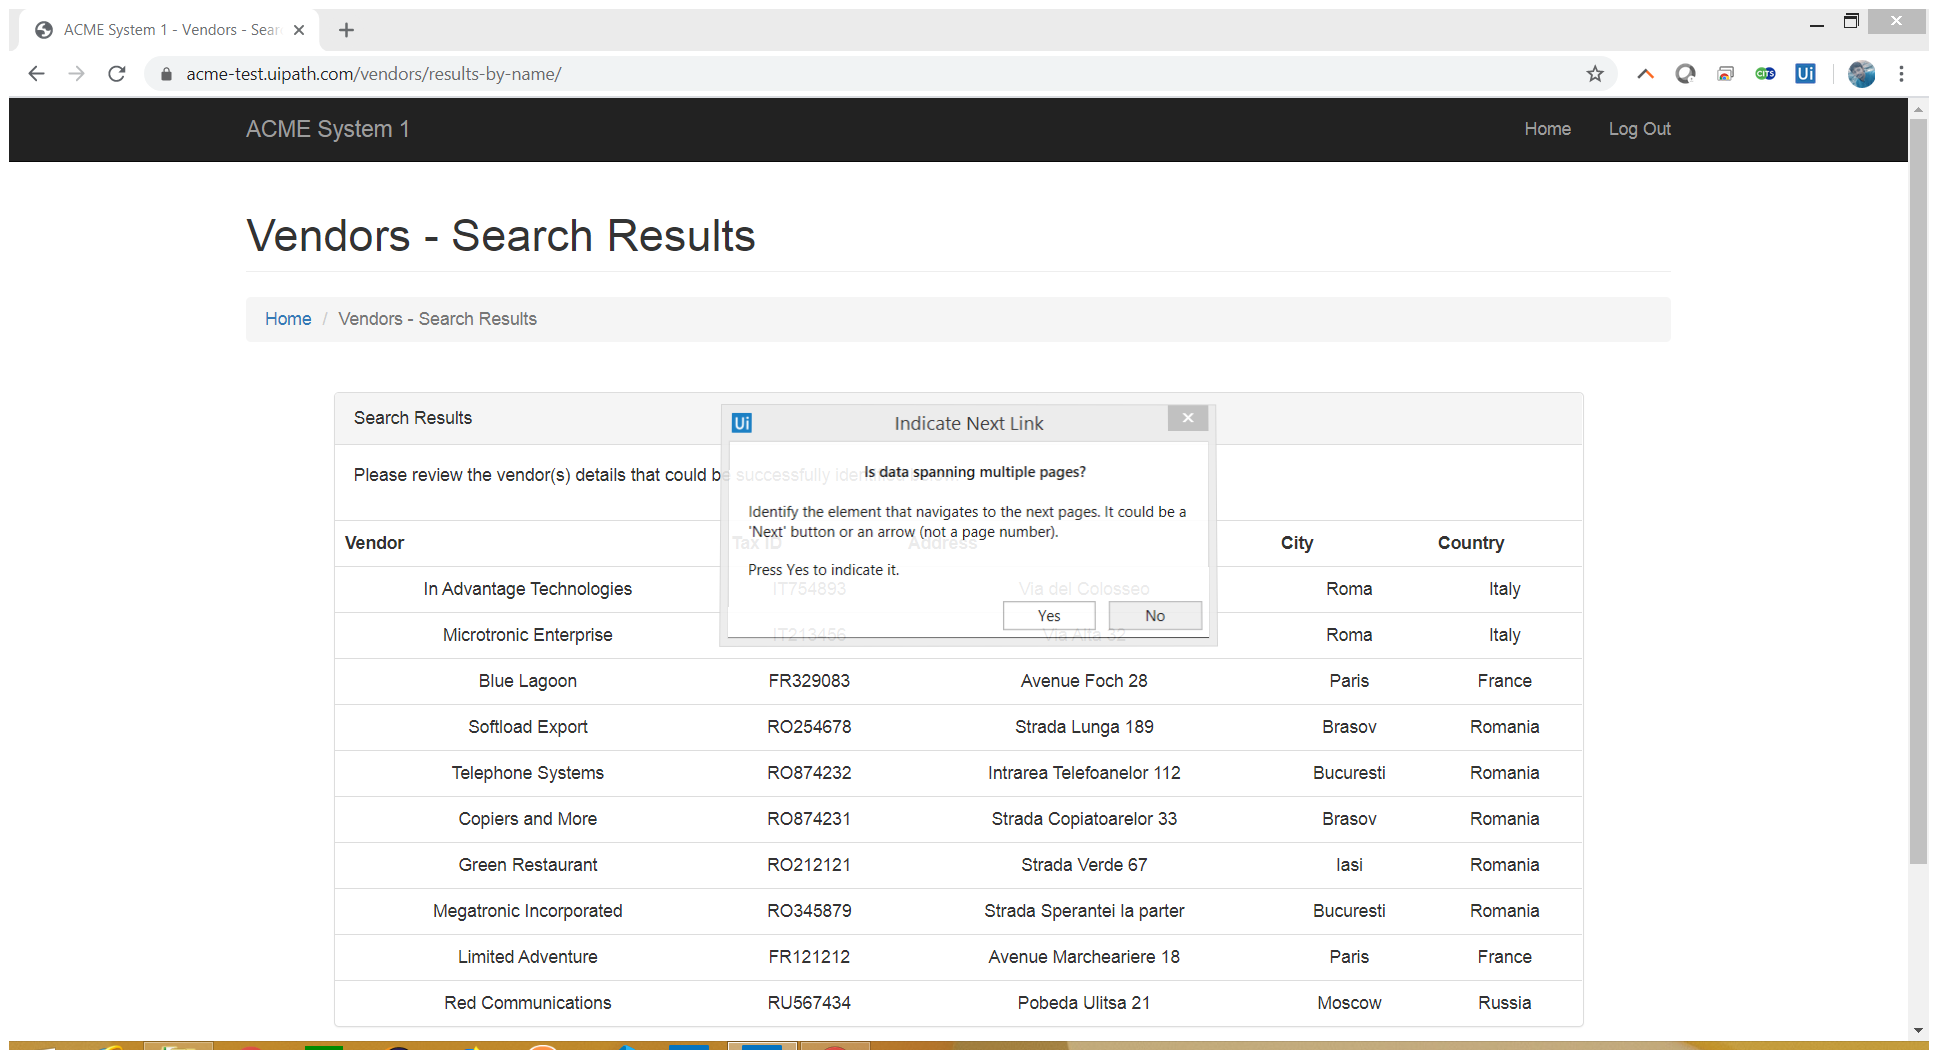 ACME System 1 - Vendors - Sear
acme-test.uipath.com/vendors/results-by-name/
CITS
Ui
ACME System 1 Home Log Out
Vendors - Search Results
Home / Vendors - Search Results
Search Results
Ui Indicate Next Link
Is data spanning multiple pages?
Please review the vendor(s) details that could be successfully
Identify the element that navigates to the next pages. It could be a
'Next' button or an arrow (not a page number).
Press Yes to indicate it.
Yes No
Vendor Tax ID Address City Country
In Advantage Technologies IT754893 Via del Colosseo Roma Italy
Microtronic Enterprise IT213456 Via Alta 32 Roma Italy
Blue Lagoon FR329083 Avenue Foch 28 Paris France
Softload Export RO254678 Strada Lunga 189 Brasov Romania
Telephone Systems RO874232 Intrarea Telefoanelor 112 Bucuresti Romania
Copiers and More RO874231 Strada Copiatoarelor 33 Brasov Romania
Green Restaurant RO212121 Strada Verde 67 Iasi Romania
Megatronic Incorporated RO345879 Strada Sperantei la parter Bucuresti Romania
Limited Adventure FR121212 Avenue Marcheariere 18 Paris France
Red Communications RU567434 Pobeda Ulitsa 21 Moscow Russia